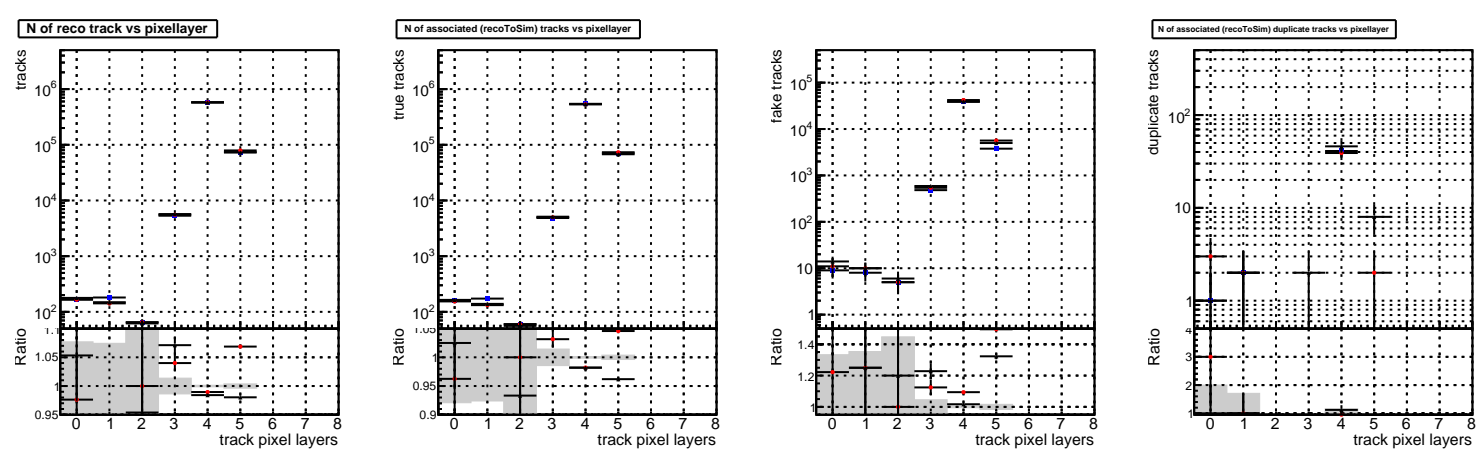 N of reco track vs pixellayer
tracks
10^6
10^5
10^4
10^3
10^2
Ratio
1.1
1.05
1
0.95
0 1 2 3 4 5 6 7 8
track pixel layers
N of associated (recoToSim) tracks vs pixellayer
true tracks
10^6
10^5
10^4
10^3
10^2
Ratio
1.05
1
0.95
0.9
0 1 2 3 4 5 6 7 8
track pixel layers
fake tracks
10^5
10^4
10^3
10^2
10
1
Ratio
1.4
1.2
1
0 1 2 3 4 5 6 7 8
track pixel layers
N of associated (recoToSim) duplicate tracks vs pixellayer
duplicate tracks
10^2
10
1
Ratio
4
3
2
1
0 1 2 3 4 5 6 7 8
track pixel layers